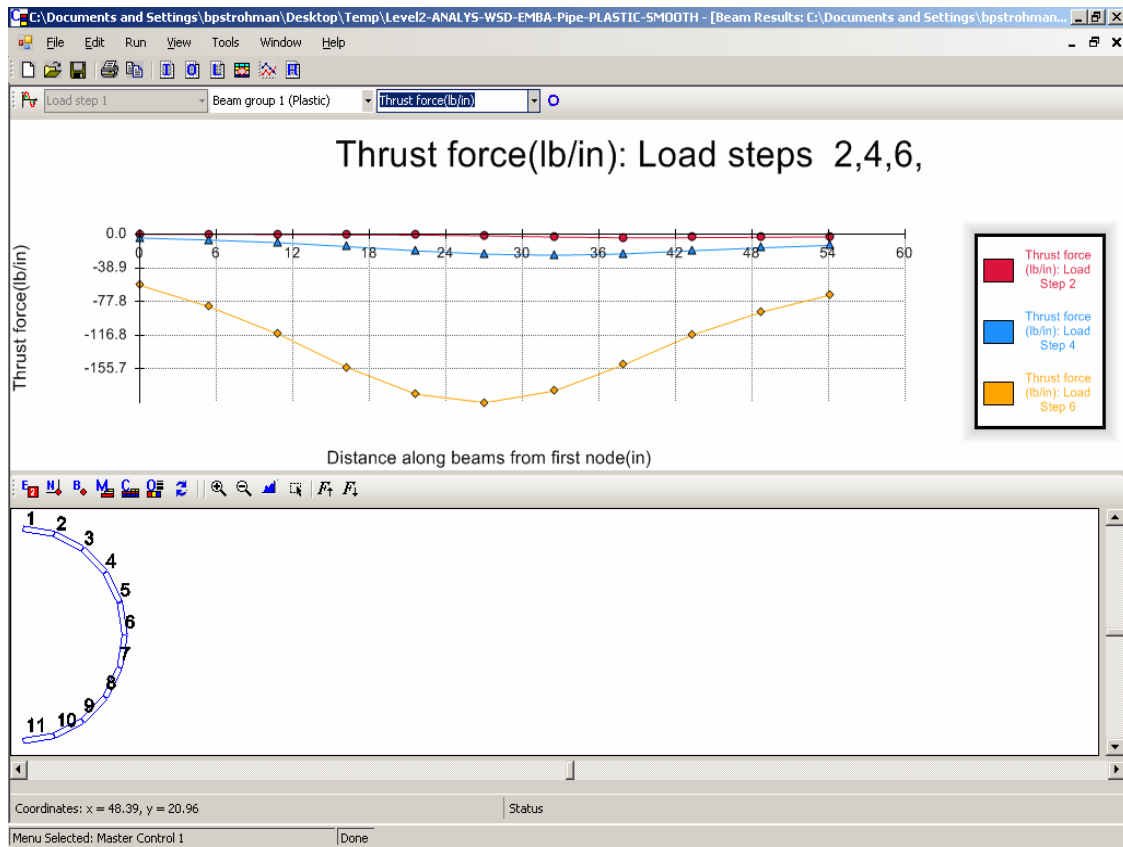 C:\Documents and Settings\bpstrohman\Desktop\Temp\Level2-ANALYS-WSD-EMBA-Pipe-PLASTIC-SMOOTH - [Beam Results: C:\Documents and Settings\bpstrohman...
File Edit Run View Tools Window Help
Load step 1 Beam group 1 (Plastic) Thrust force(lb/in)
Thrust force(lb/in): Load steps 2,4,6,
Thrust force(lb/in)
0.0
-38.9
-77.8
-116.8
-155.7
0 6 12 18 24 30 36 42 48 54 60
Distance along beams from first node(in)
Thrust force
(lb/in): Load
Step 2
Thrust force
(lb/in): Load
Step 4
Thrust force
(lb/in): Load
Step 6
1
2
3
4
5
6
7
8
9
10
11
Coordinates: x = 48.39, y = 20.96 Status
Menu Selected: Master Control 1 Done